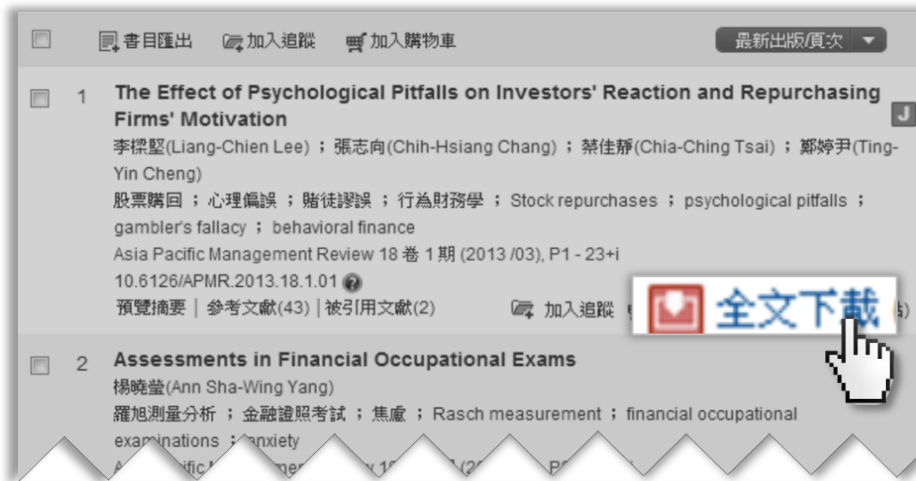 書目匯出 加入追蹤 加入購物車 最新出版/頁次
1 The Effect of Psychological Pitfalls on Investors' Reaction and Repurchasing
Firms' Motivation
J
李樑堅(Liang-Chien Lee) ; 張志向(Chih-Hsiang Chang) ; 蔡佳靜(Chia-Ching Tsai) ; 鄭婷尹(Ting-
Yin Cheng)
股票購回 ; 心理偏誤 ; 賭徒謬誤 ; 行為財務學 ; Stock repurchases ; psychological pitfalls ;
gambler's fallacy ; behavioral finance
Asia Pacific Management Review 18 卷 1 期 (2013 /03), P1 - 23+i
10.6126/APMR.2013.18.1.01 ?
預覽摘要 | 參考文獻(43) | 被引用文獻(2) 加入追蹤 全文下載
2 Assessments in Financial Occupational Exams
楊曉瑩(Ann Sha-Wing Yang)
羅旭測量分析 ; 金融證照考試 ; 焦慮 ; Rasch measurement ; financial occupational
examinations ; anxiety